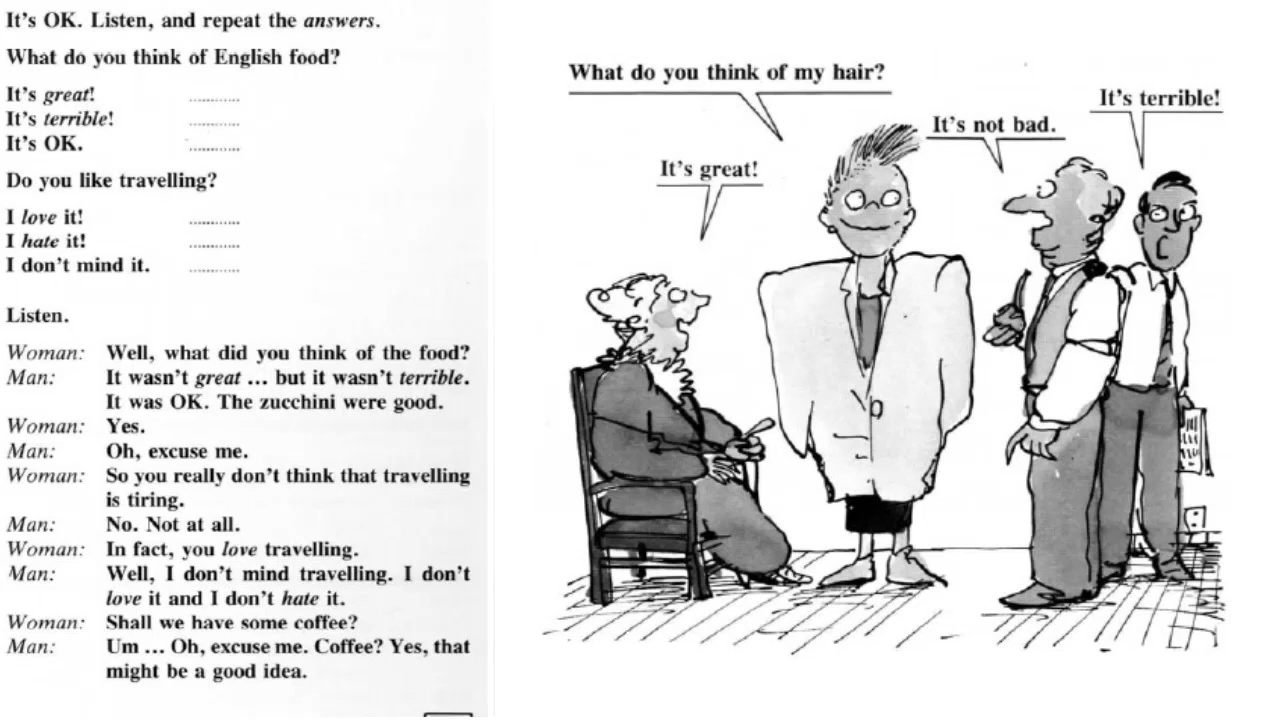 It's OK. Listen, and repeat the answers.
What do you think of English food?
It's great! .............
It's terrible! .............
It's OK. .............
Do you like travelling?
I love it! .............
I hate it! .............
I don't mind it. .............
Listen.
Woman: Well, what did you think of the food?
Man: It wasn't great ... but it wasn't terrible.
It was OK. The zucchini were good.
Woman: Yes.
Man: Oh, excuse me.
Woman: So you really don't think that travelling
is tiring.
Man: No. Not at all.
Woman: In fact, you love travelling.
Man: Well, I don't mind travelling. I don't
love it and I don't hate it.
Woman: Shall we have some coffee?
Man: Um ... Oh, excuse me. Coffee? Yes, that
might be a good idea.
What do you think of my hair?
It's great!
It's not bad.
It's terrible!